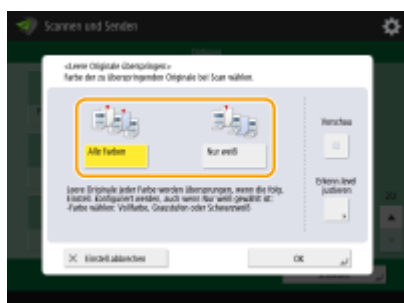 Scannen und Senden
Optionen
<Leere Originale überspringen>
Farbe der zu überspringenden Originale bei Scan wählen.
Alle Farben
Nur weiß
Vorschau
Leere Originale jeder Farbe werden übersprungen, wenn die folg.
Einstell. konfiguriert werden, auch wenn Nur weiß gewählt ist:
-Farbe wählen: Vollfarbe, Graustufen oder Schwarzweiß
Erkenn.level
justieren
Einstell.abbrechen
OK